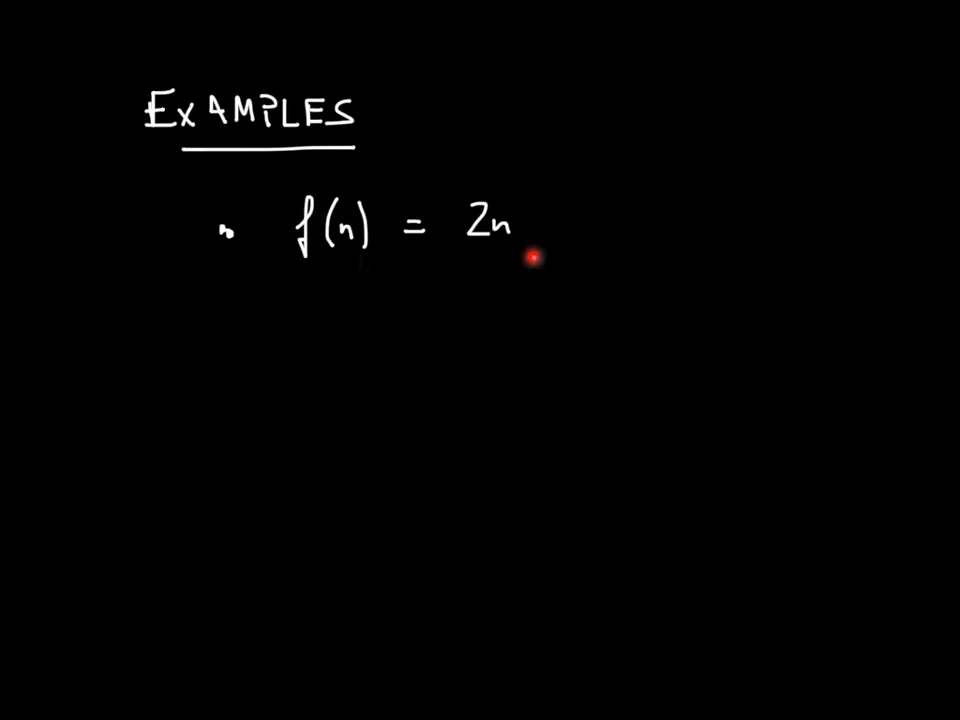 EXAMPLES
• f(n) = 2n